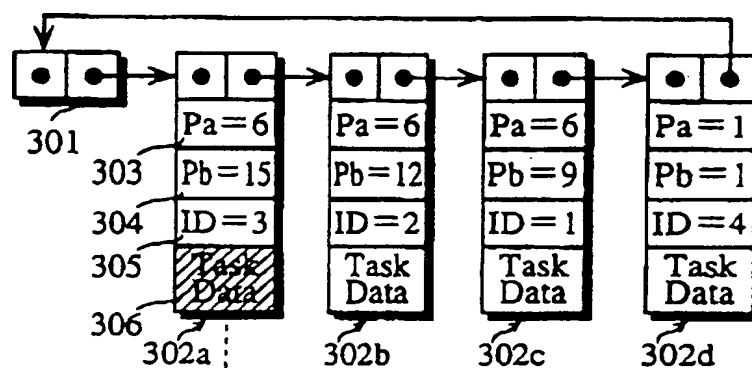 301
Pa=6 Pa=6 Pa=6 Pa=1
303
Pb=15 Pb=12 Pb=9 Pb=1
304
ID=3 ID=2 ID=1 ID=4
305
Task Data Task Data Task Data Task Data
306
302a 302b 302c 302d